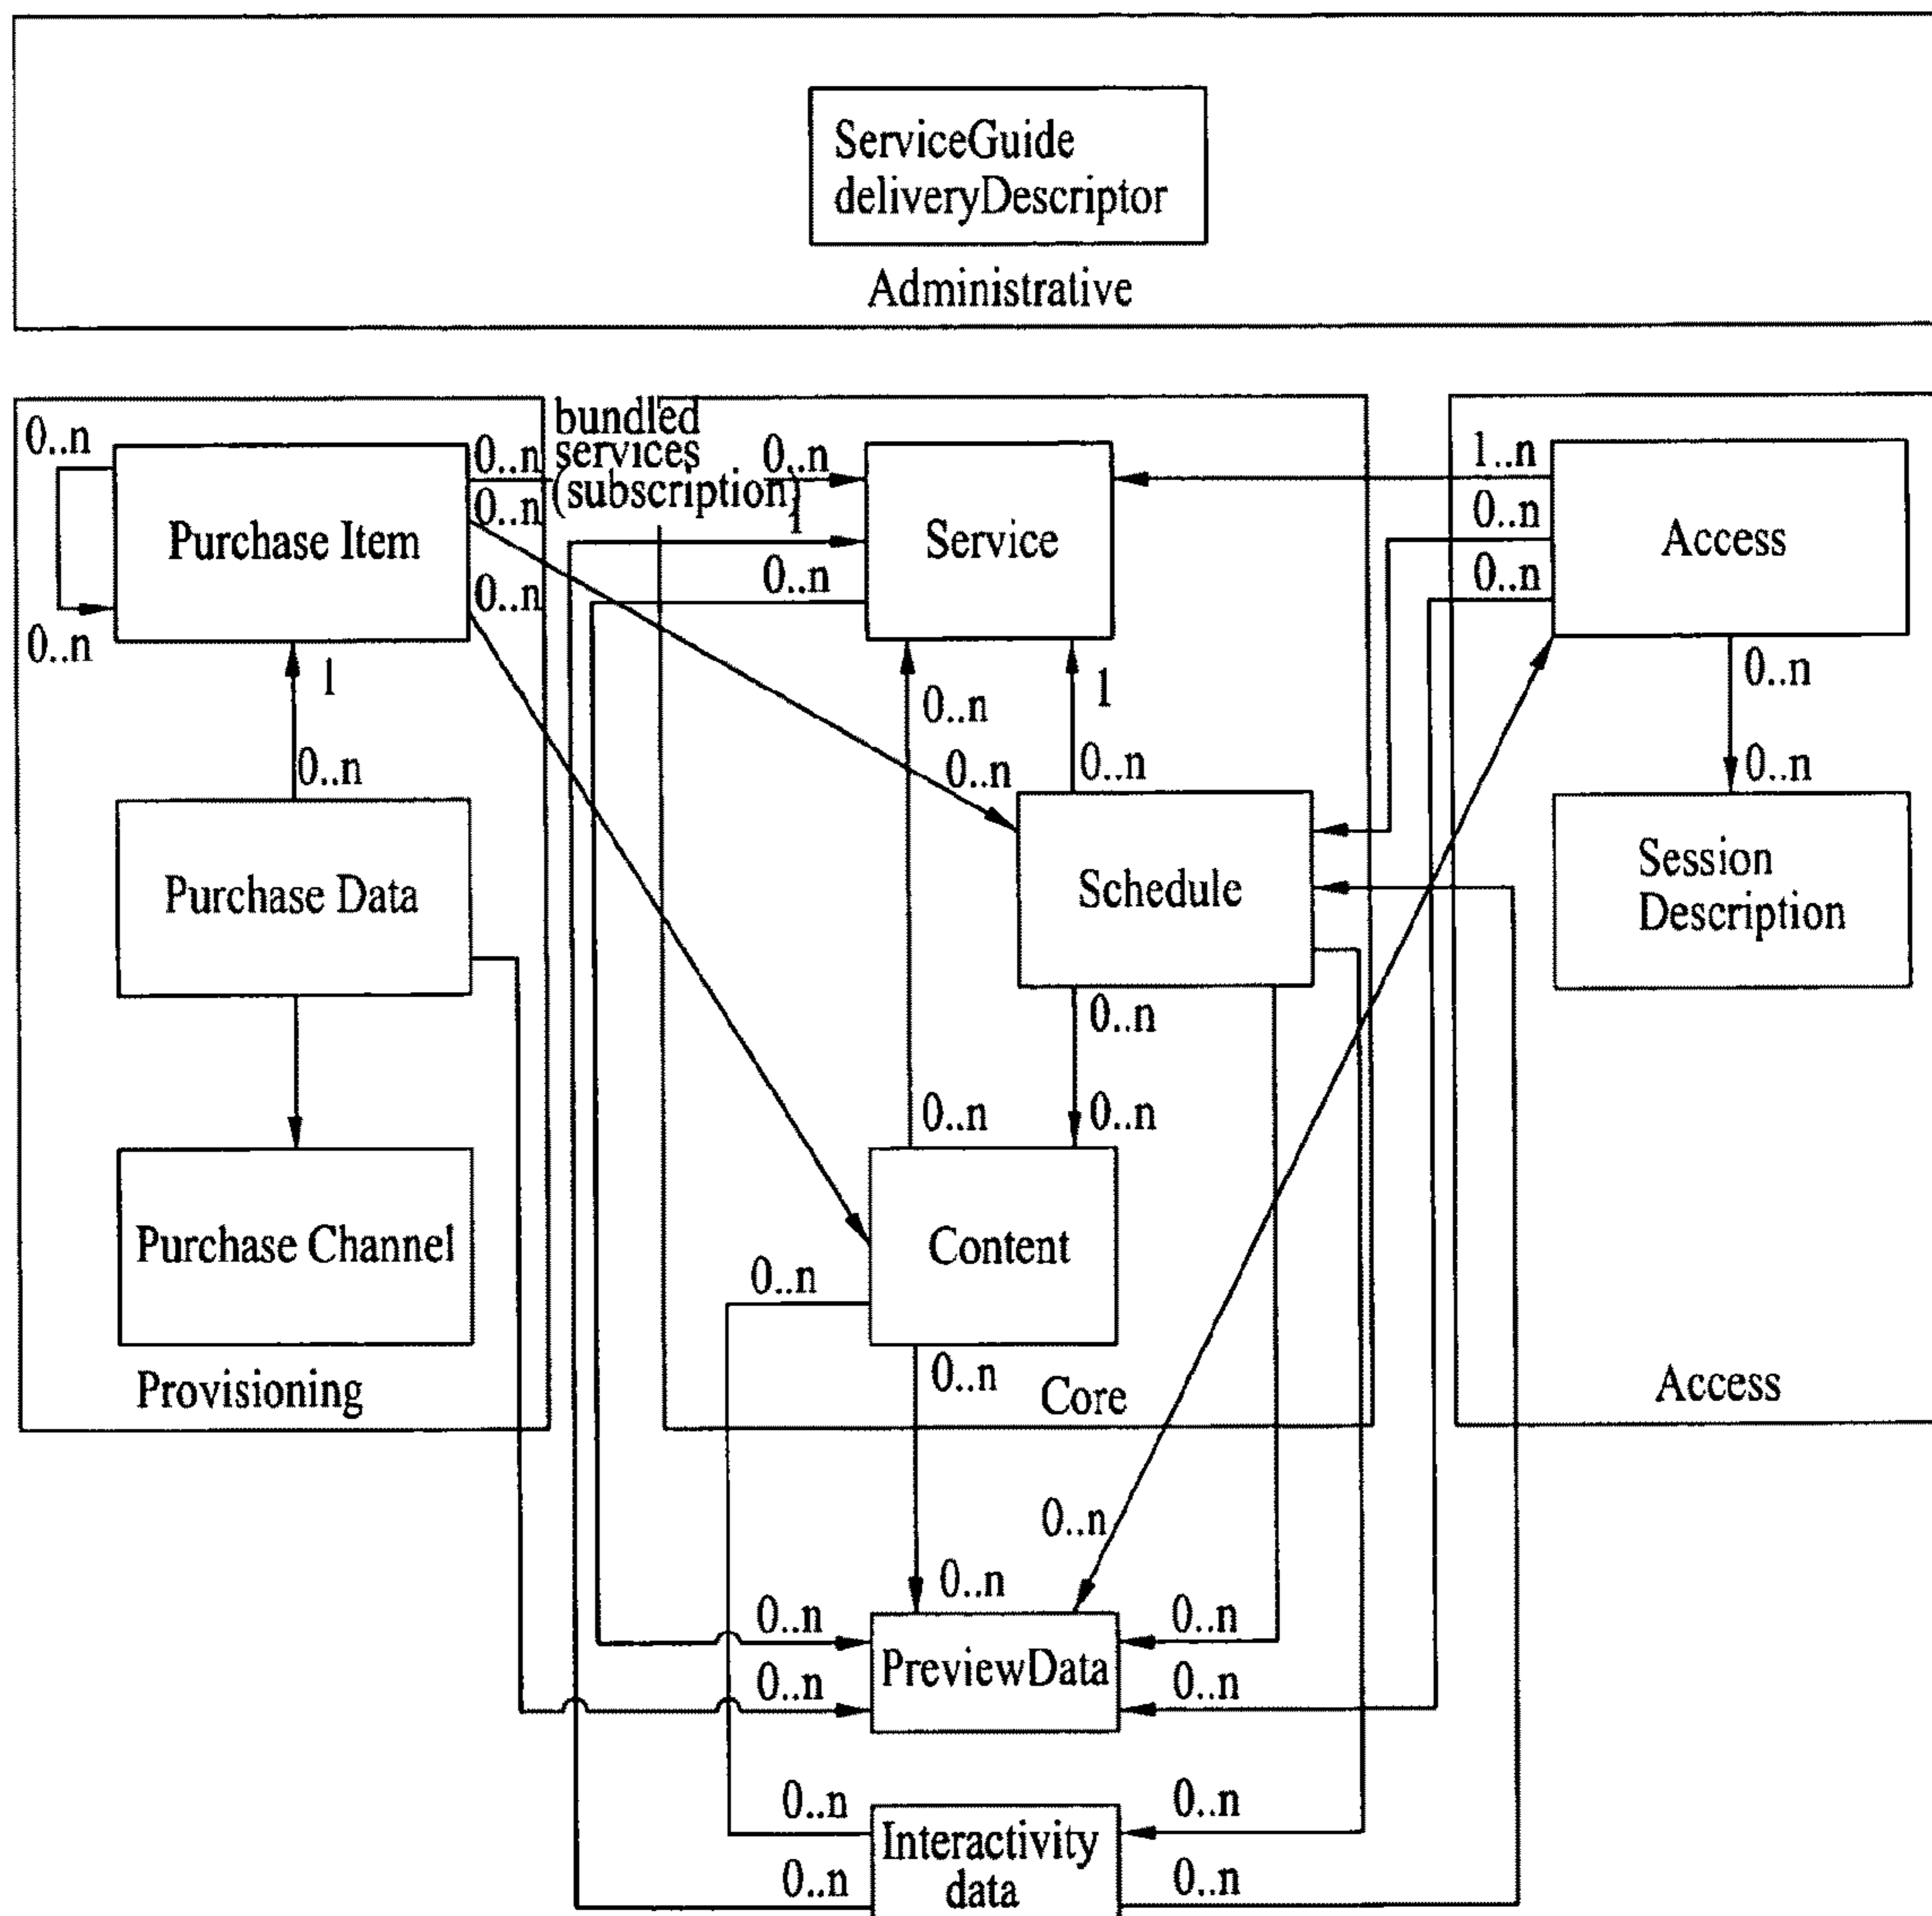 ServiceGuide
deliveryDescriptor
Administrative
0..n
0..n
Purchase Item
0..n
0..n
0..n
bundled
services
(subscription)
0..n
1
0..n
Service
1..n
0..n
0..n
Access
1
0..n
Purchase Data
Purchase Channel
Provisioning
0..n
1
0..n
0..n
Schedule
0..n
0..n
Session
Description
0..n
0..n
0..n
Content
0..n
0..n
Core
Access
0..n
0..n
0..n
0..n
PreviewData
0..n
0..n
0..n
0..n
Interactivity
data
0..n
0..n